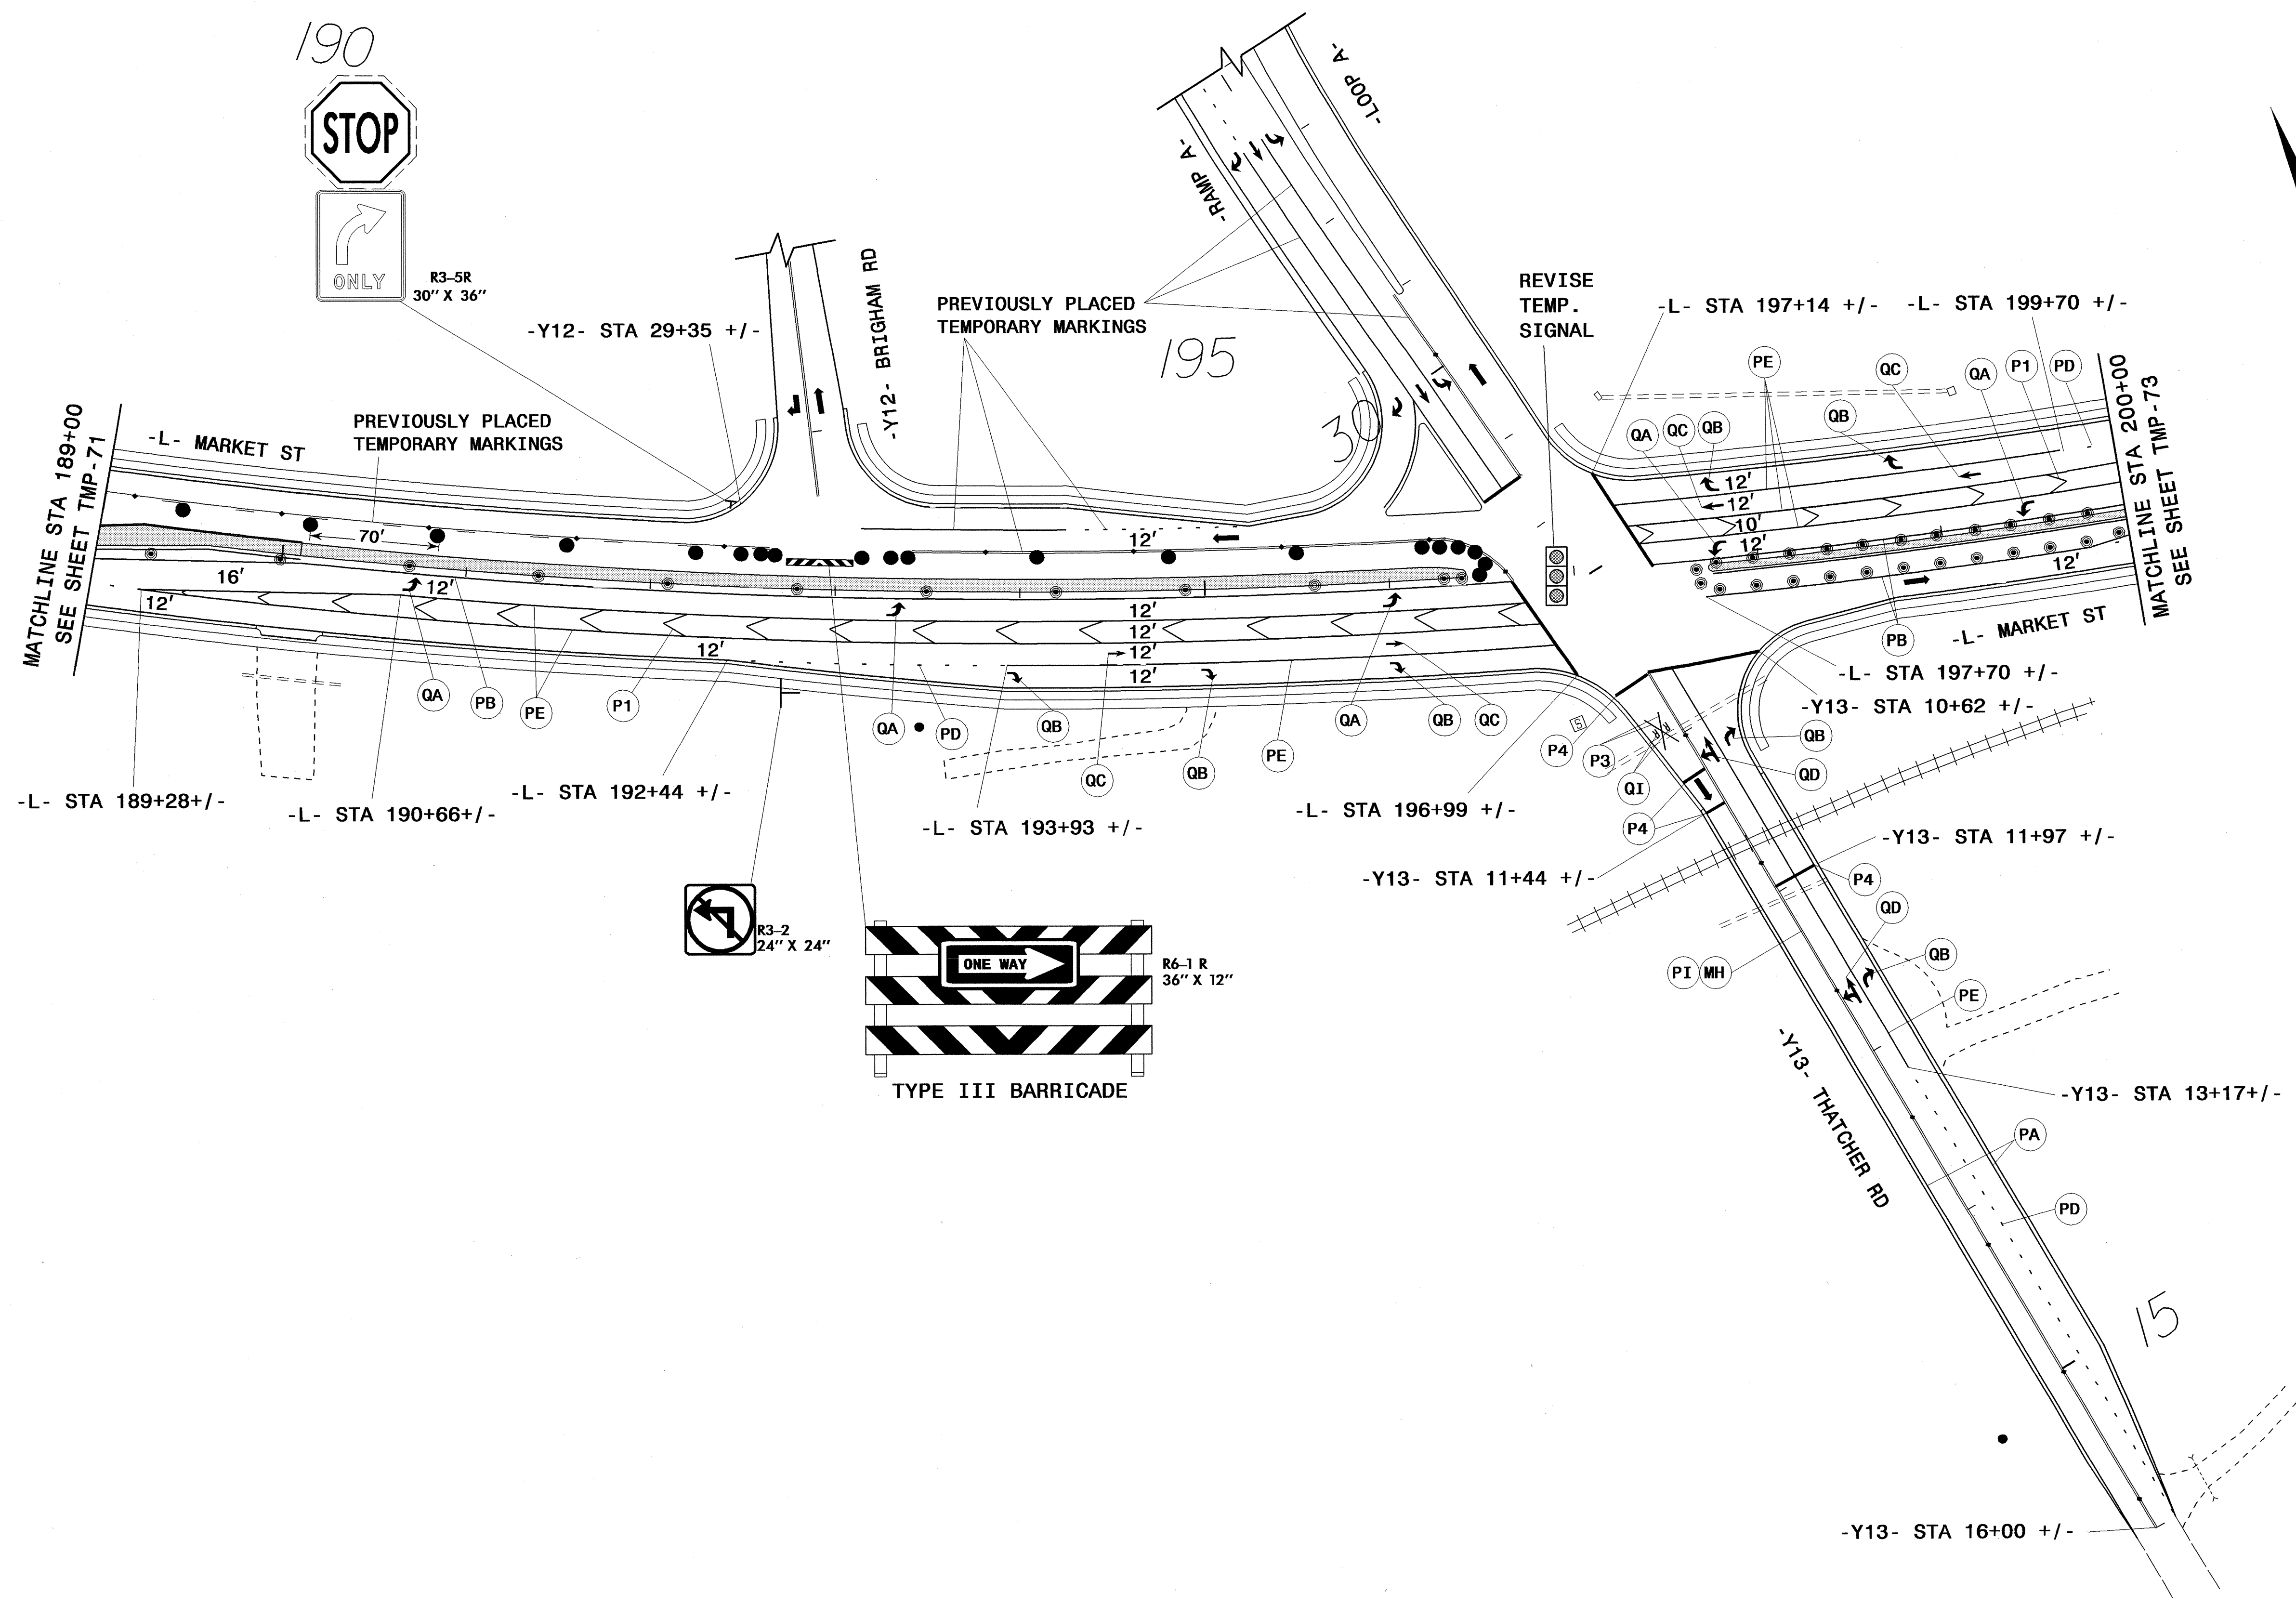 190
STOP
ONLY
R3-5R
30" X 36"
-Y12- STA 29+35 +/-
-Y12- BRIGHAM RD
PREVIOUSLY PLACED
TEMPORARY MARKINGS
195
-RAMP A-
-LOOP A-
30
REVISE
TEMP.
SIGNAL
-L- STA 197+14 +/-
-L- STA 199+70 +/-
PE
QC
QA
P1
PD
QA
QC
QB
QB
MATCHLINE STA 200+00
SEE SHEET TMP-73
MATCHLINE STA 189+00
SEE SHEET TMP-71
-L- MARKET ST
PREVIOUSLY PLACED
TEMPORARY MARKINGS
70'
12'
12'
12'
10'
12'
12'
16'
12'
12'
12'
12'
12'
12'
12'
PB
-L- MARKET ST
-L- STA 197+70 +/-
-Y13- STA 10+62 +/-
QA
PB
PE
P1
QA
PD
QB
QC
QB
PE
QA
QB
QC
P4
P3
S
R R
QI
QB
QD
P4
-L- STA 189+28+/-
-L- STA 190+66+/-
-L- STA 192+44 +/-
-L- STA 193+93 +/-
-L- STA 196+99 +/-
-Y13- STA 11+44 +/-
-Y13- STA 11+97 +/-
P4
QD
QB
PI
MH
PE
R3-2
24" X 24"
ONE WAY
R6-1 R
36" X 12"
TYPE III BARRICADE
-Y13- THATCHER RD
-Y13- STA 13+17+/-
PA
PD
15
-Y13- STA 16+00 +/-